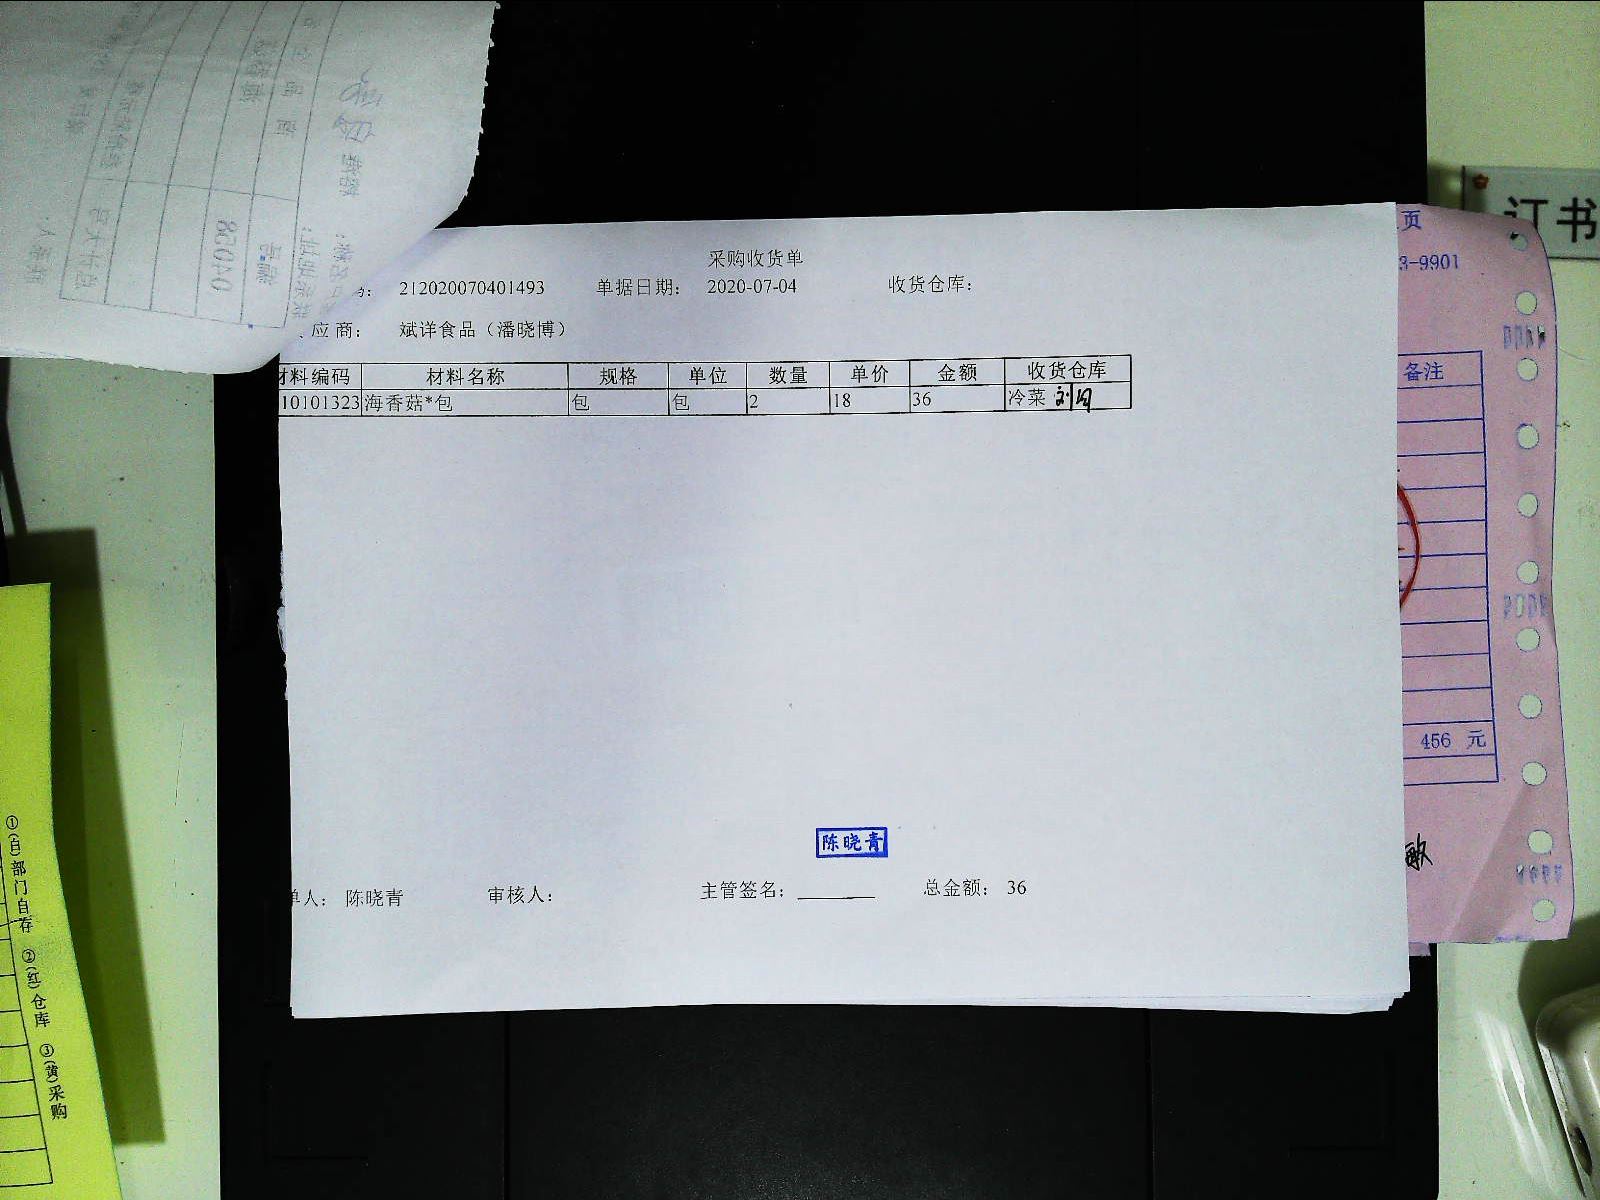 采购收货单
码： 212020070401493 单据日期： 2020-07-04 收货仓库：
应商： 斌详食品（潘晓博）
材料编码 材料名称 规格 单位 数量 单价 金额 收货仓库
10101323 海香菇*包 包 包 2 18 36 冷菜
陈晓青
单人： 陈晓青 审核人： 主管签名： 总金额： 36
订书
页
3-9901
备注
456 元
敏
①(白)部门自存 ②(红)仓库 ③(黄)采购
85040